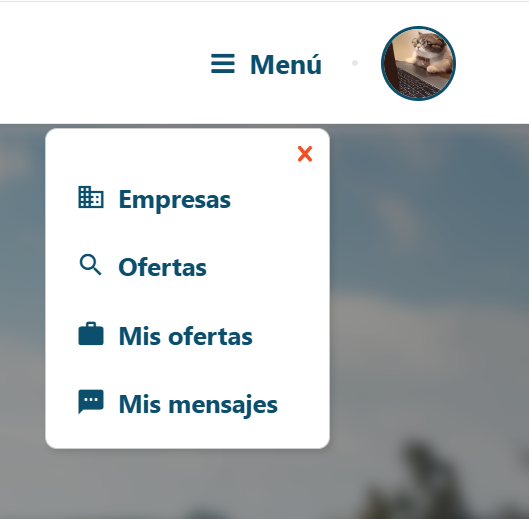 Menú
Empresas
Ofertas
Mis ofertas
Mis mensajes